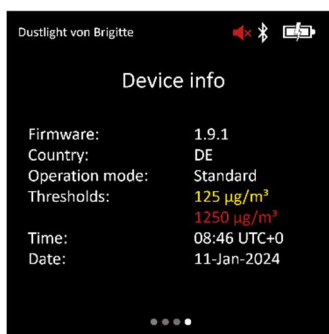 Dustlight von Brigitte
Device info
Firmware: 1.9.1
Country: DE
Operation mode: Standard
Thresholds: 125 µg/m³
1250 µg/m³
Time: 08:46 UTC+0
Date: 11-Jan-2024